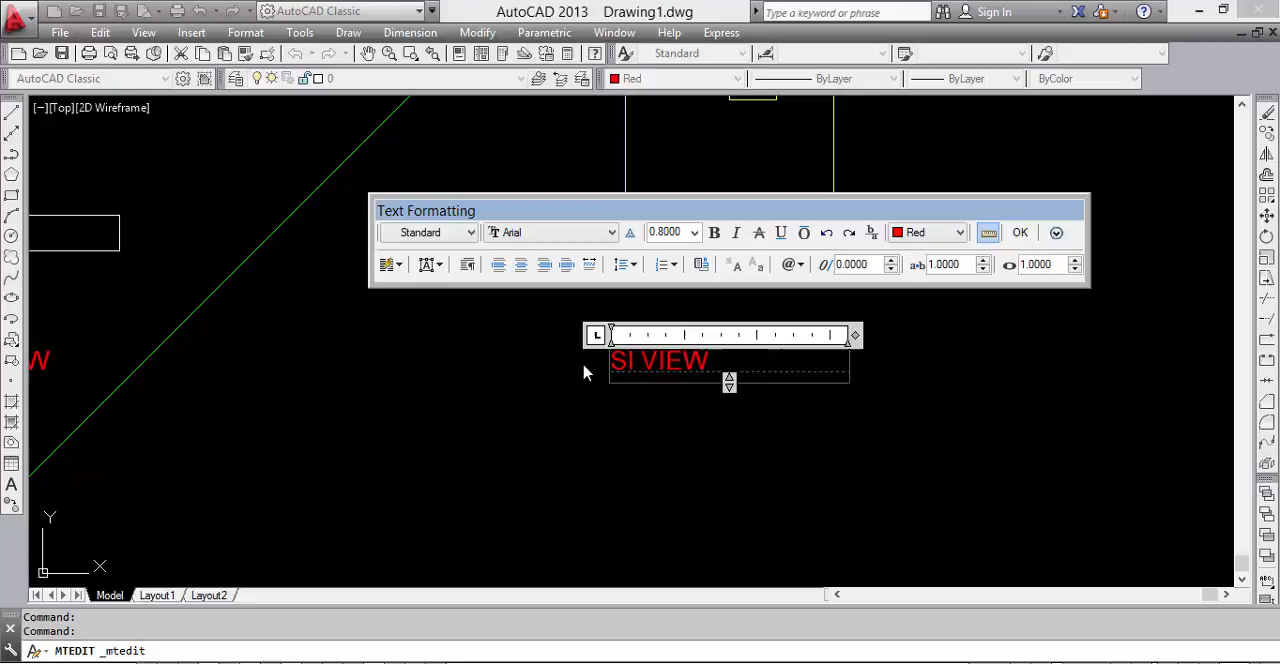 AutoCAD Classic AutoCAD 2013 Drawing1.dwg Type a keyword or phrase Sign In
File Edit View Insert Format Tools Draw Dimension Modify Parametric Window Help Express
Standard
AutoCAD Classic 0 Red ByLayer ByLayer ByColor
[−][Top][2D Wireframe]
Text Formatting
Standard Arial 0.8000 B I A U O Red OK
@ 0/ 0.0000 a•b 1.0000 1.0000
L
SI VIEW
W
A
Y
X
Model Layout1 Layout2
Command:
Command:
MTEDIT _mtedit